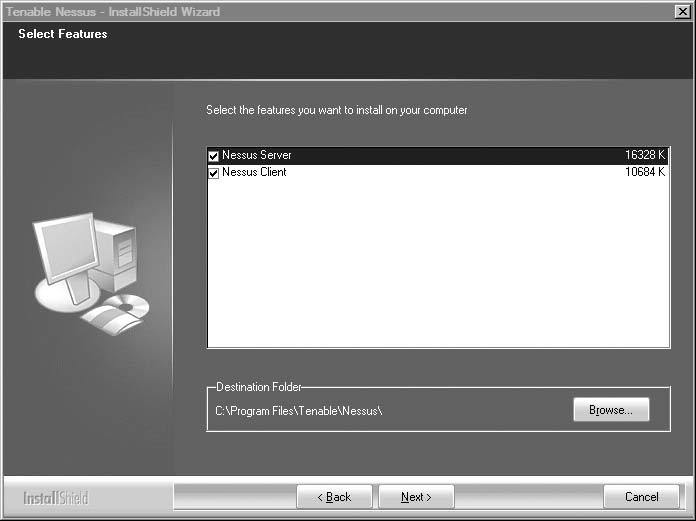 Tenable Nessus - InstallShield Wizard
Select Features
Select the features you want to install on your computer
Nessus Server 16328 K
Nessus Client 10684 K
Destination Folder
C:\Program Files\Tenable\Nessus\
Browse...
InstallShield
< Back
Next >
Cancel